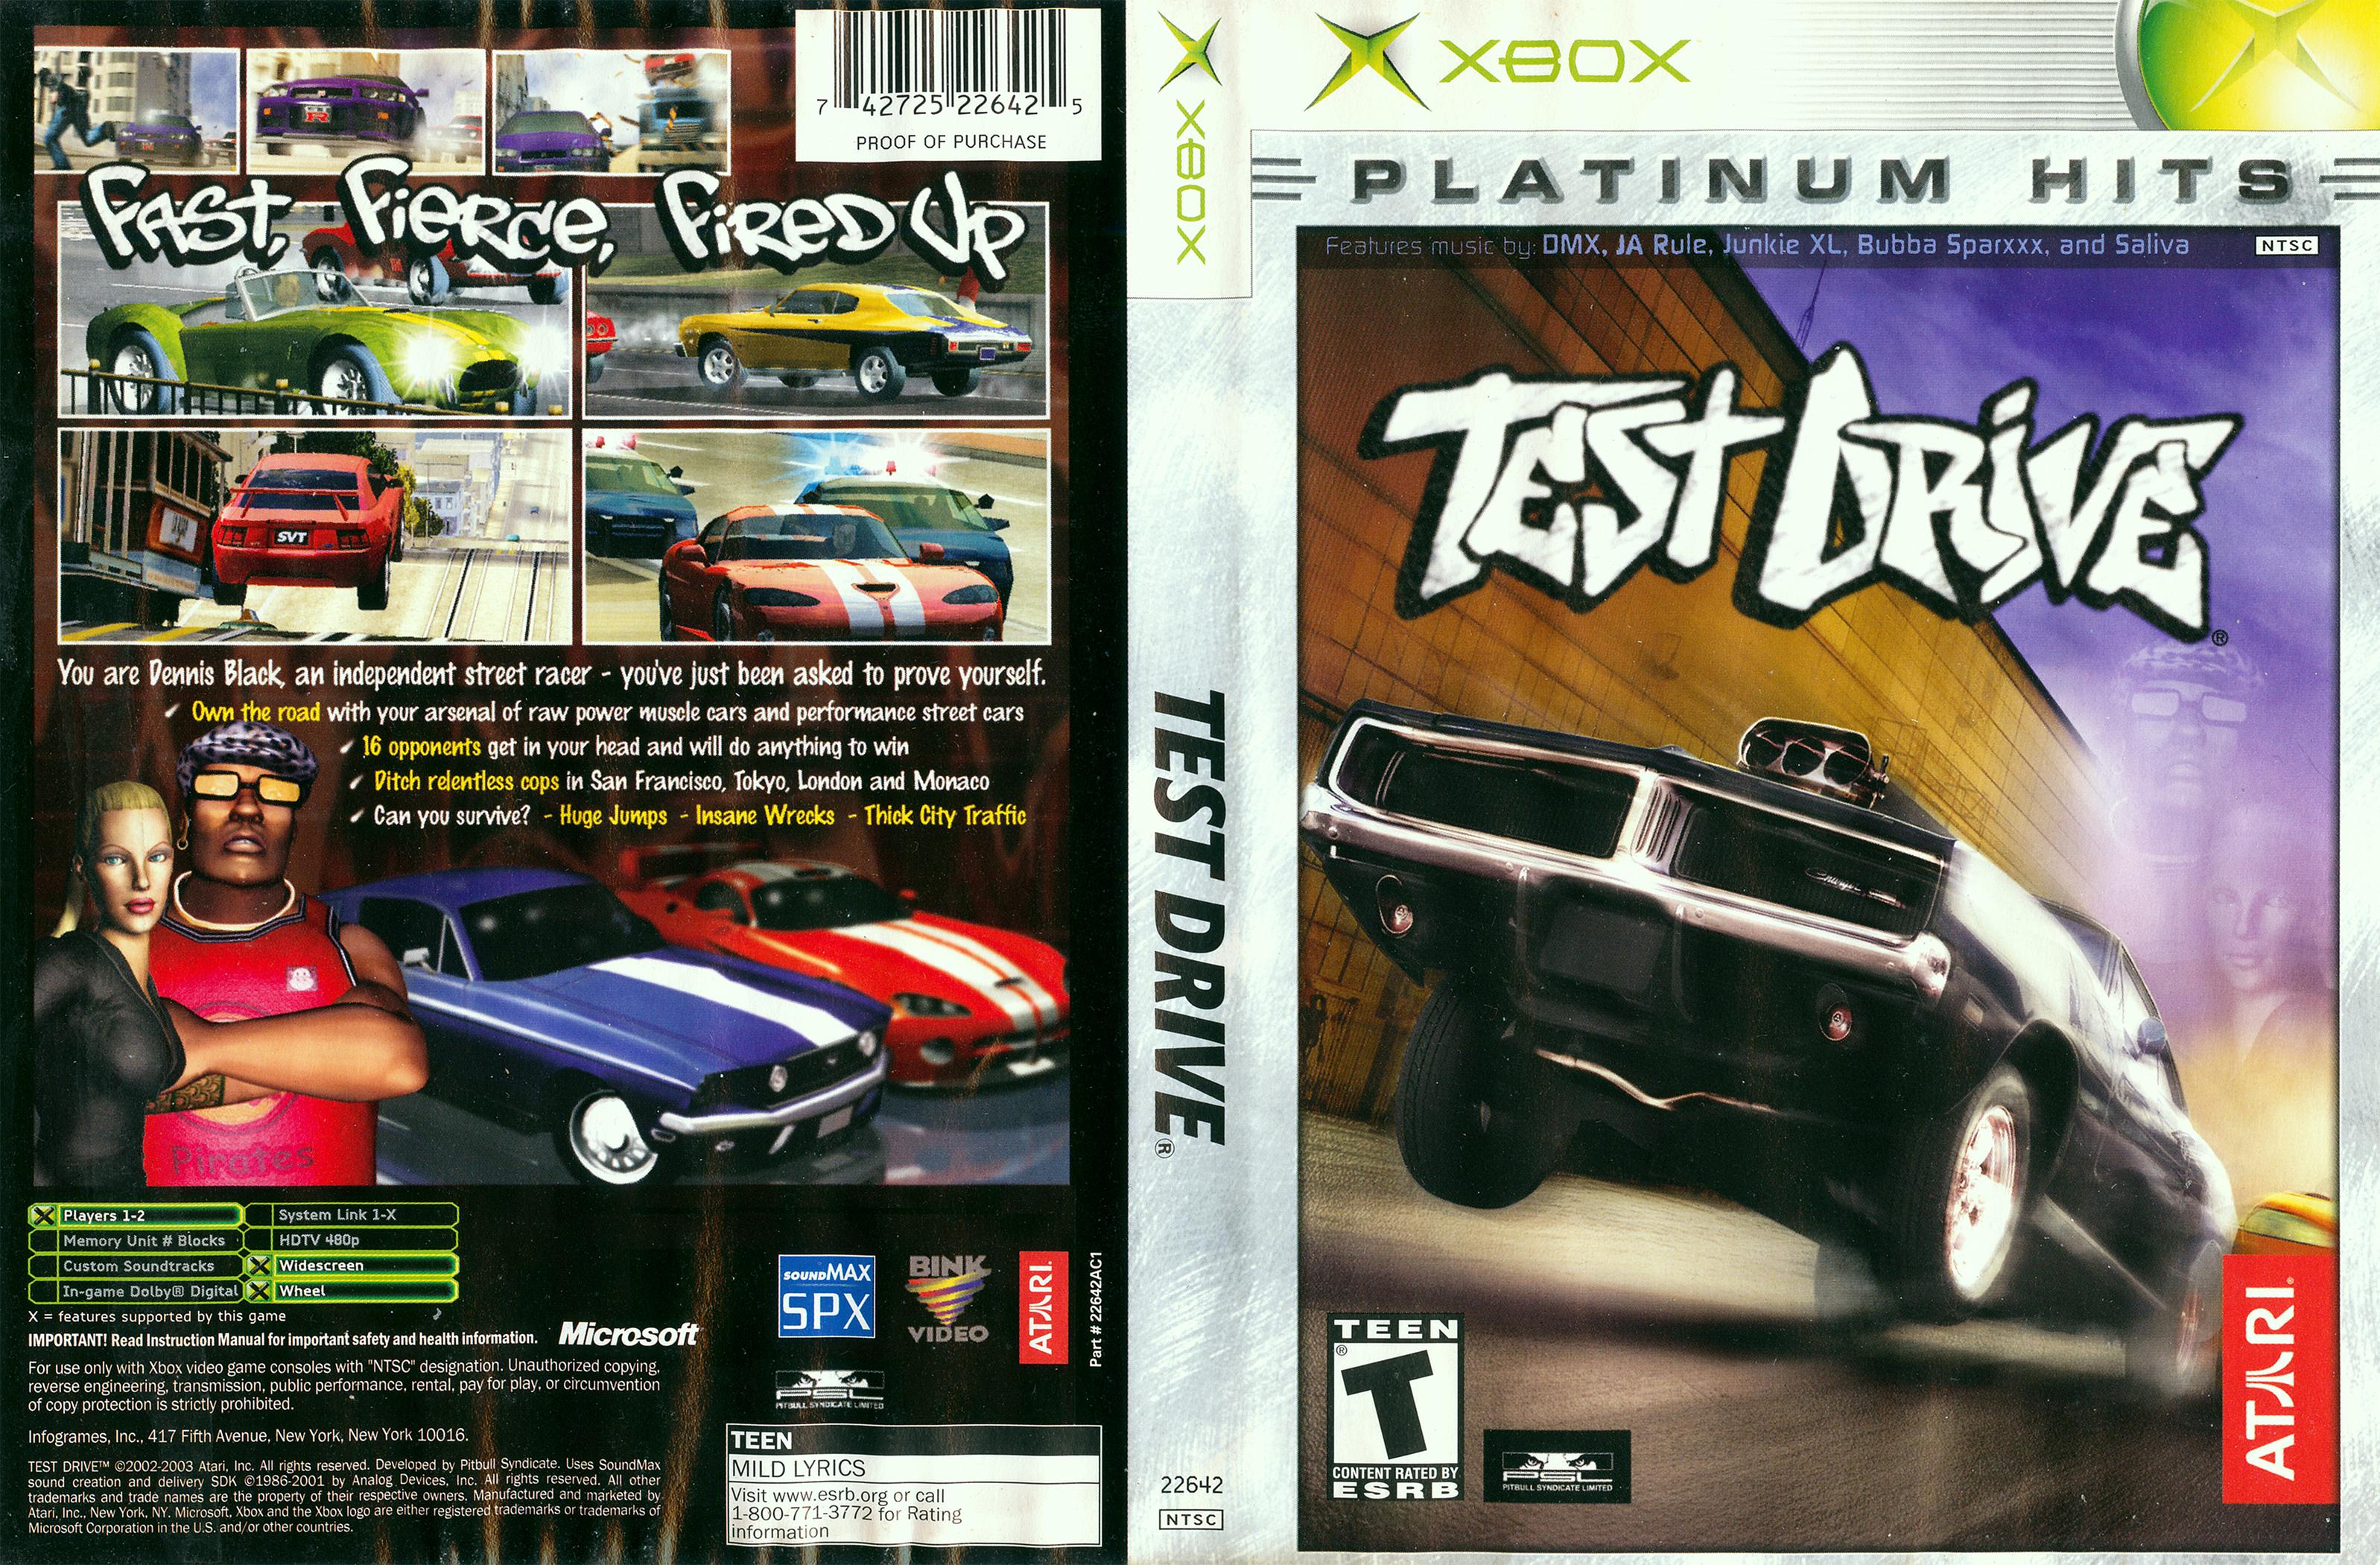 7 42725 22642 5
PROOF OF PURCHASE
FAST, FIERCE, FIRED UP
R
SVT
You are Dennis Black, an independent street racer - you've just been asked to prove yourself.
✓ Own the road with your arsenal of raw power muscle cars and performance street cars
✓ 16 opponents get in your head and will do anything to win
✓ Ditch relentless cops in San Francisco, Tokyo, London and Monaco
✓ Can you survive? - Huge Jumps - Insane Wrecks - Thick City Traffic
Pirates
X Players 1-2
System Link 1-X
Memory Unit # Blocks
HDTV 480p
Custom Soundtracks
X Widescreen
In-game Dolby® Digital
X Wheel
X = features supported by this game
IMPORTANT! Read Instruction Manual for important safety and health information.
Microsoft
For use only with Xbox video game consoles with "NTSC" designation. Unauthorized copying,
reverse engineering, transmission, public performance, rental, pay for play, or circumvention
of copy protection is strictly prohibited.
Infogrames, Inc., 417 Fifth Avenue, New York, New York 10016.
TEST DRIVE™ ©2002-2003 Atari, Inc. All rights reserved. Developed by Pitbull Syndicate. Uses SoundMax
sound creation and delivery SDK ©1986-2001 by Analog Devices, Inc. All rights reserved. All other
trademarks and trade names are the property of their respective owners. Manufactured and marketed by
Atari, Inc., New York, NY. Microsoft, Xbox and the Xbox logo are either registered trademarks or trademarks of
Microsoft Corporation in the U.S. and/or other countries.
SOUNDMAX
SPX
BINK
VIDEO
ATARI
Part # 22642AC1
PSL
PITBULL SYNDICATE LIMITED
TEEN
MILD LYRICS
Visit www.esrb.org or call
1-800-771-3772 for Rating
information
XBOX
TEST DRIVE®
22642
NTSC
XBOX
PLATINUM HITS
Features music by: DMX, JA Rule, Junkie XL, Bubba Sparxxx, and Saliva
NTSC
TEST DRIVE®
Charger
TEEN
T®
CONTENT RATED BY
ESRB
PSL
PITBULL SYNDICATE LIMITED
ATARI®